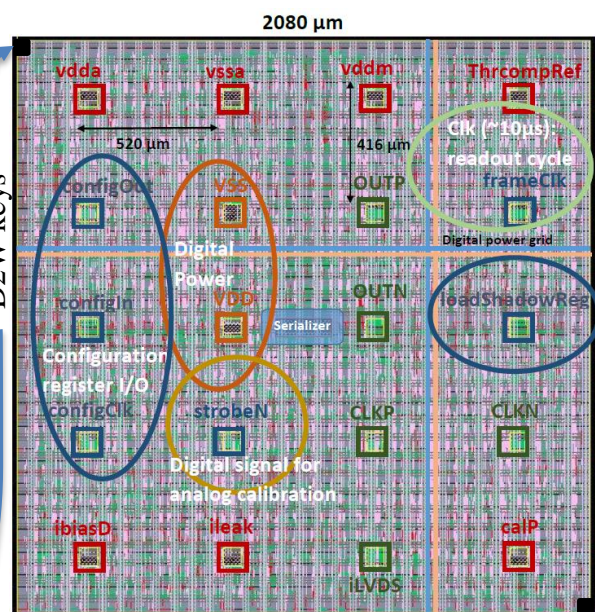 2080 µm
vdda
vssa
vddm
ThrcompRef
520 µm
416 µm
Clk (~10µs):
readout cycle
configOut
VSS
OUTP
frameClk
Digital power grid
Digital
Power
configIn
VDD
OUTN
loadShadowReg
Serializer
Configuration
register I/O
configClk
strobeN
CLKP
CLKN
Digital signal for
analog calibration
ibiasD
ileak
calP
iLVDS
D2W keys